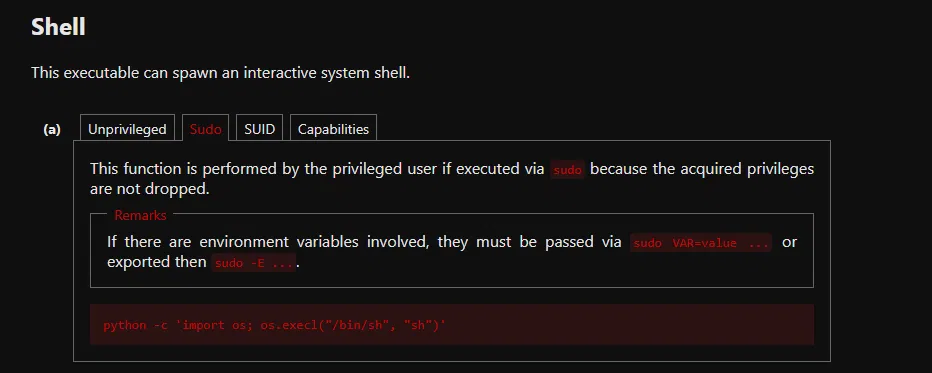 Shell
This executable can spawn an interactive system shell.
(a) Unprivileged Sudo SUID Capabilities
This function is performed by the privileged user if executed via sudo because the acquired privileges
are not dropped.
Remarks
If there are environment variables involved, they must be passed via sudo VAR=value ... or
exported then sudo -E ....
python -c 'import os; os.execl("/bin/sh", "sh")'